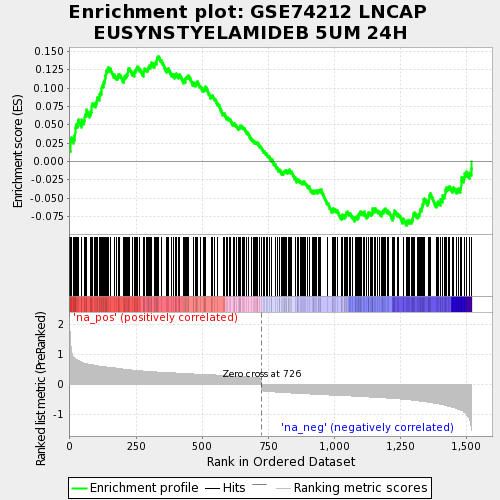 Enrichment plot: GSE74212 LNCAP
EUSYNSTYELAMIDEB 5UM 24H
Enrichment score (ES)
0.150
0.125
0.100
0.075
0.050
0.025
0.000
-0.025
-0.050
-0.075
'na_pos' (positively correlated)
Ranked list metric (PreRanked)
2
1
0
-1
Zero cross at 726
'na_neg' (negatively correlated)
0
250
500
750
1,000
1,250
1,500
Rank in Ordered Dataset
Enrichment profile
Hits
Ranking metric scores